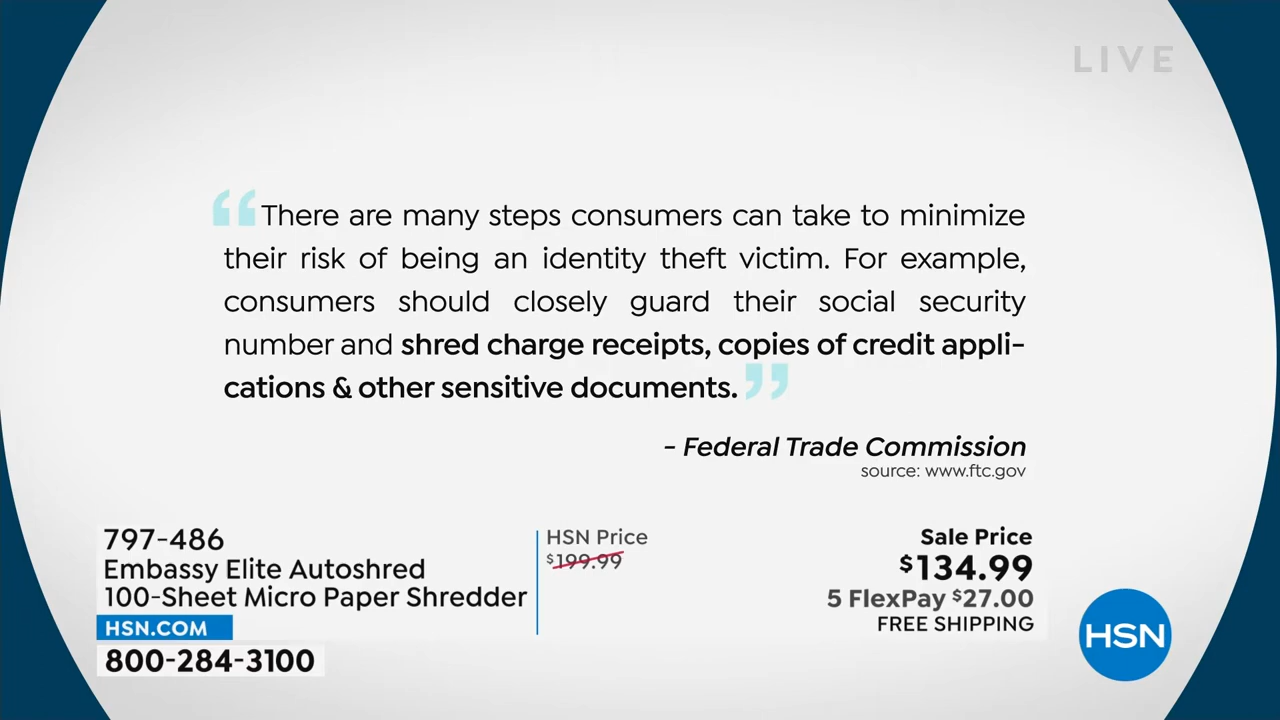 LIVE
“There are many steps consumers can take to minimize
their risk of being an identity theft victim. For example,
consumers should closely guard their social security
number and shred charge receipts, copies of credit appli-
cations & other sensitive documents.”
- Federal Trade Commission
source: www.ftc.gov
797-486
Embassy Elite Autoshred
100-Sheet Micro Paper Shredder
HSN.COM
800-284-3100
HSN Price
$199.99
Sale Price
$134.99
5 FlexPay $27.00
FREE SHIPPING
HSN